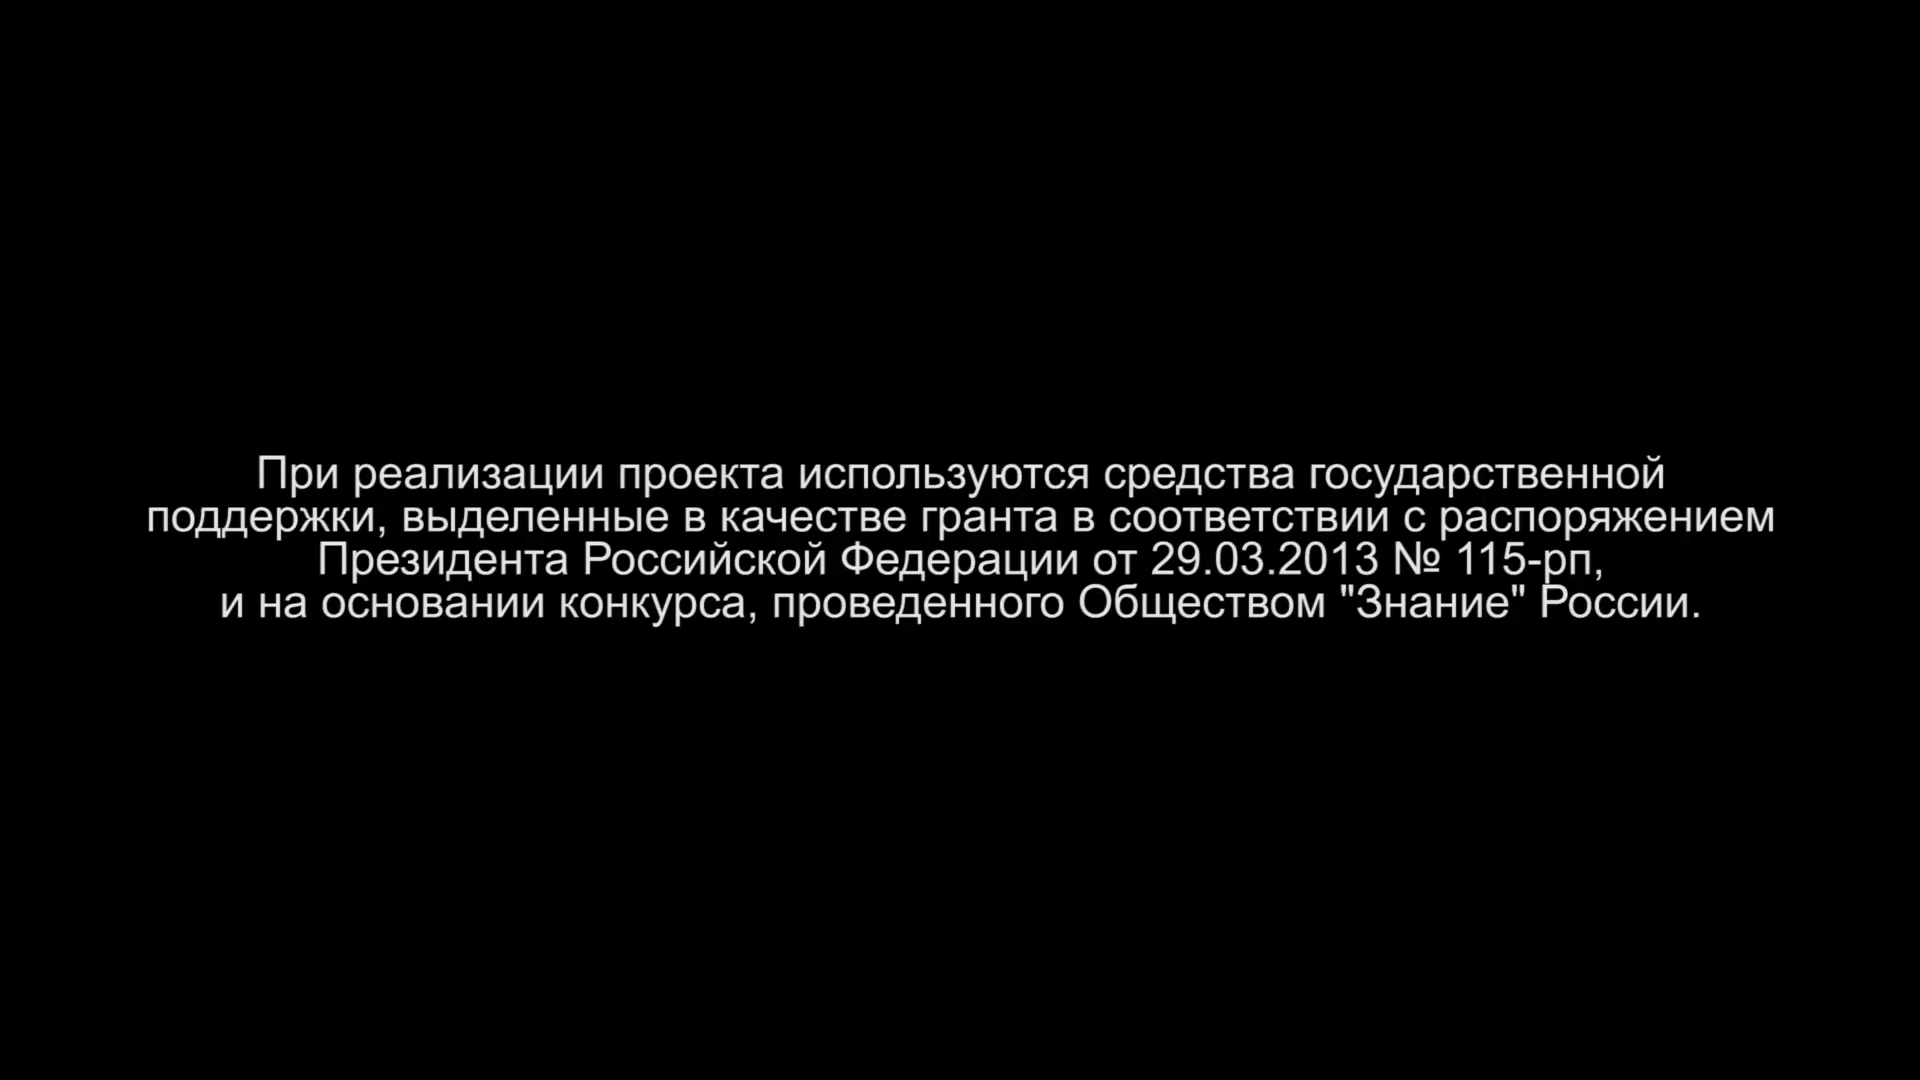 При реализации проекта используются средства государственной
поддержки, выделенные в качестве гранта в соответствии с распоряжением
Президента Российской Федерации от 29.03.2013 № 115-рп,
и на основании конкурса, проведенного Обществом "Знание" России.